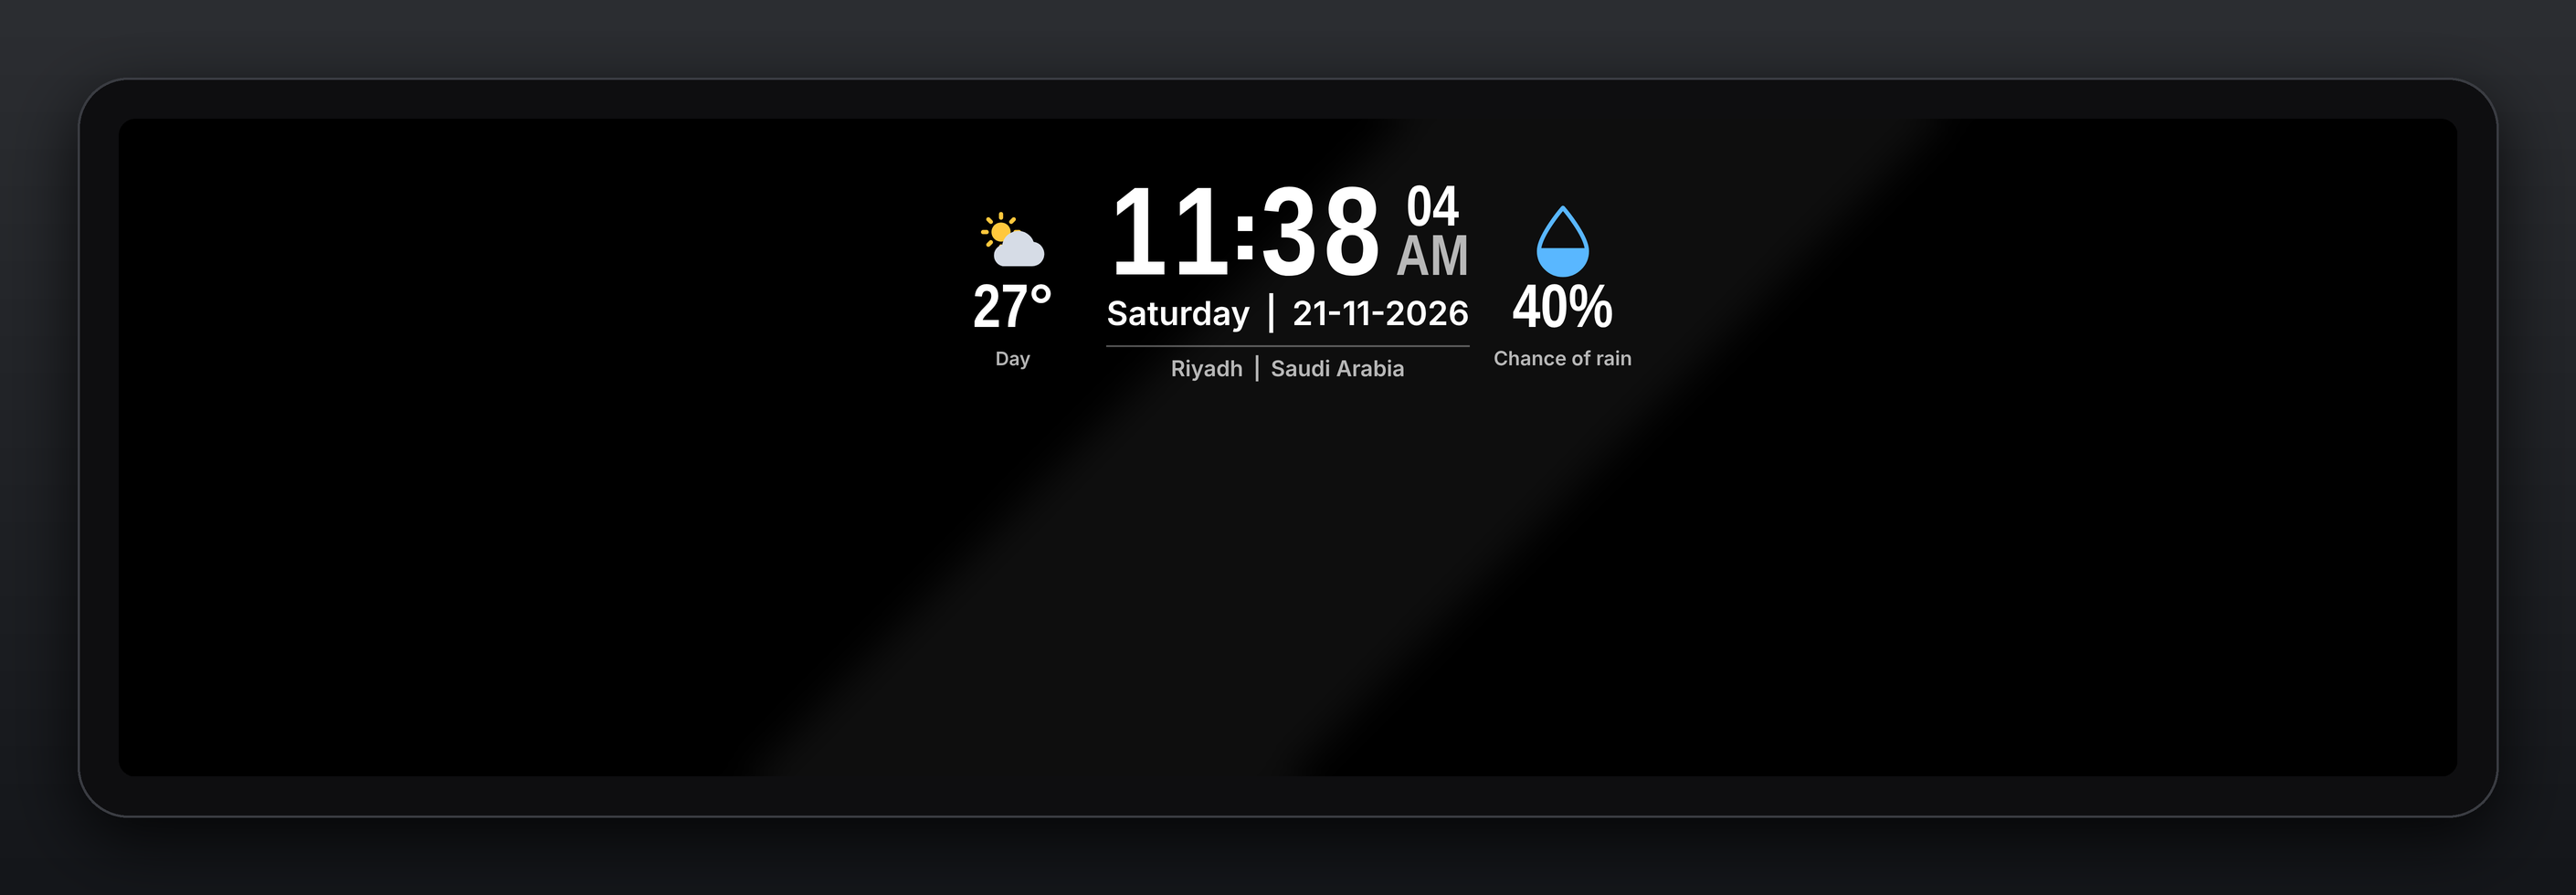 11:38 04 AM
27°
Day
Saturday | 21-11-2026
Riyadh | Saudi Arabia
40%
Chance of rain